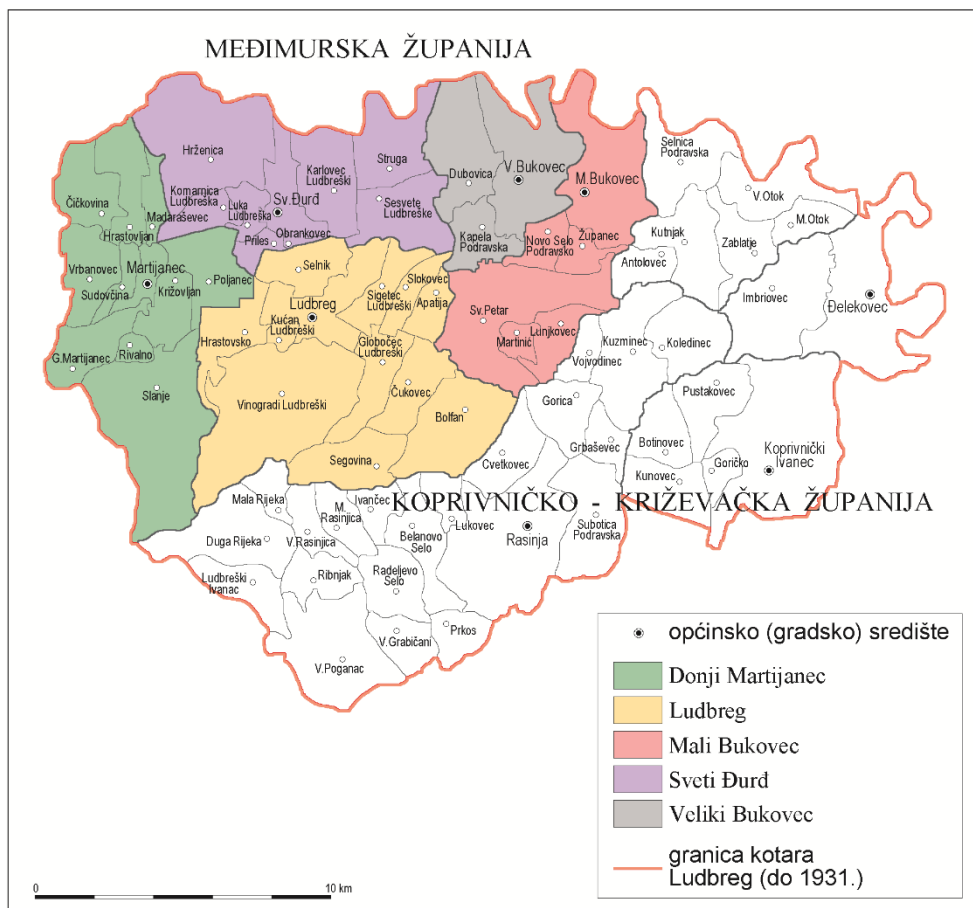 MEĐIMURSKA ŽUPANIJA
Selnica
Podravska
Hrženica
Struga
Karlovec
Ludbreški
Dubovica
V.Bukovec
M.Bukovec
V.Otok
Komarnica
Ludbreška
Luka
Ludbreška
Sv.Đurđ
Sesvete
Ludbreške
Čičkovina
Madaraševec
Hrastovljan
Priles
Obrankovec
Kapela
Podravska
Novo Selo
Podravsko
Županec
Kutnjak
Zablatje
M.Otok
Antolovec
Vrbanovec
Martijanec
Sudovčina
Križovljan
Poljanec
Selnik
Slokovec
Sigetec
Ludbreški
Apatija
Imbriovec
Đelekovec
Ludbreg
Kućan
Ludbreški
Hrastovsko
Globočec
Ludbreški
Sv.Petar
Martinić
Lunjkovec
Kuzminec
Vojvodinec
Koledinec
Rivalno
G.Martijanec
Slanje
Vinogradi Ludbreški
Čukovec
Bolfan
Gorica
Pustakovec
Segovina
Cvetkovec
Grbaševec
Botinovec
Kunovec
Goričko
Koprivnički
Ivanec
KOPRIVNIČKO - KRIŽEVAČKA ŽUPANIJA
Mala Rijeka
M.
Rasinjica
Ivančec
Duga Rijeka
V.Rasinjica
Belanovo
Selo
Lukovec
Rasinja
Subotica
Podravska
Ludbreški
Ivanac
Ribnjak
Radeljevo
Selo
V.Grabičani
Prkos
V.Poganac
općinsko (gradsko) središte
Donji Martijanec
Ludbreg
Mali Bukovec
Sveti Đurđ
Veliki Bukovec
granica kotara
Ludbreg (do 1931.)
0 10 km